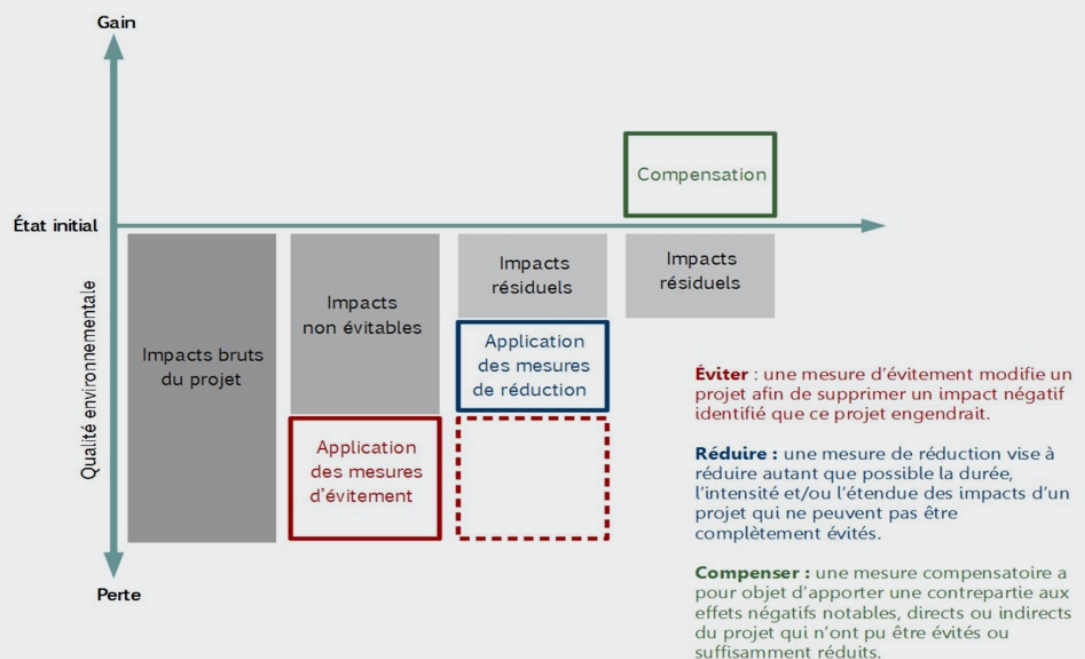 Gain
Compensation
État initial
Qualité environnementale
Impacts bruts
du projet
Impacts
non évitables
Application
des mesures
d'évitement
Impacts
résiduels
Application
des mesures
de réduction
Impacts
résiduels
Perte
Éviter : une mesure d'évitement modifie un
projet afin de supprimer un impact négatif
identifié que ce projet engendrait.
Réduire : une mesure de réduction vise à
réduire autant que possible la durée,
l'intensité et/ou l'étendue des impacts d'un
projet qui ne peuvent pas être
complètement évités.
Compenser : une mesure compensatoire a
pour objet d'apporter une contrepartie aux
effets négatifs notables, directs ou indirects
du projet qui n'ont pu être évités ou
suffisamment réduits.